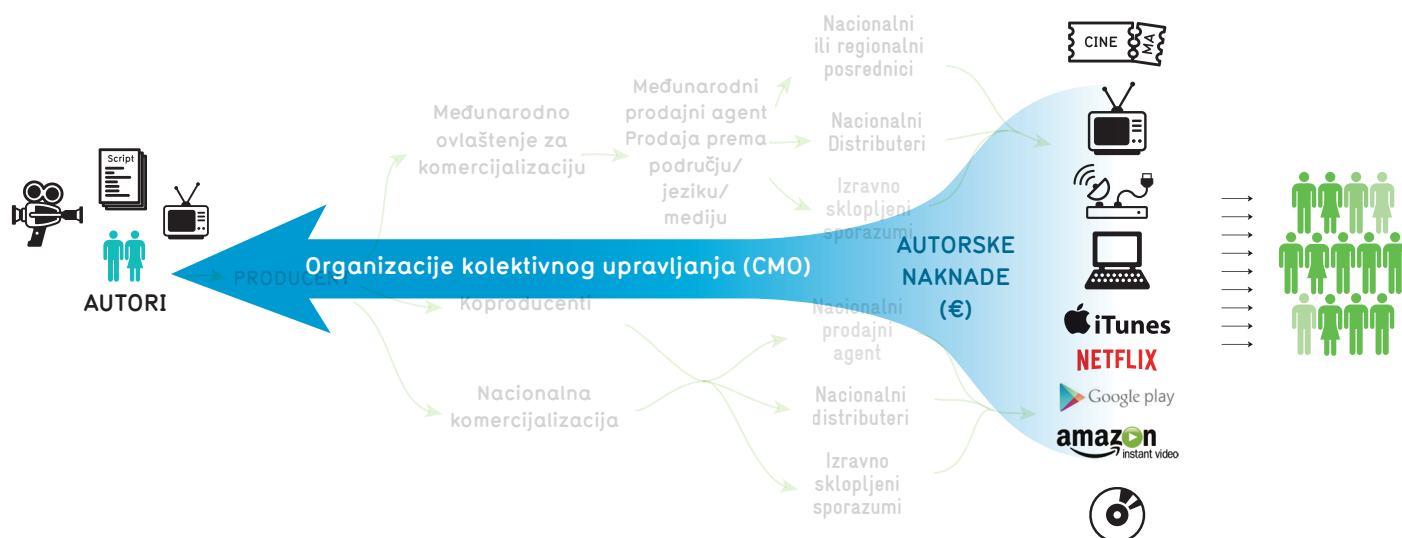 Script
AUTORI
PRODUCENT
Međunarodno
ovlaštenje za
komercijalizaciju
Međunarodni
prodajni agent
Prodaja prema
području/
jeziku/
mediju
Nacionalni
ili regionalni
posrednici
Nacionalni
Distributeri
Izravno
sklopljeni
sporazumi
Organizacije kolektivnog upravljanja (CMO)
AUTORSKE
NAKNADE
(€)
Koproducenti
Nacionalna
komercijalizacija
Nacionalni
prodajni
agent
Nacionalni
distributeri
Izravno
sklopljeni
sporazumi
CINE
MA
iTunes
NETFLIX
Google play
amazon
instant video